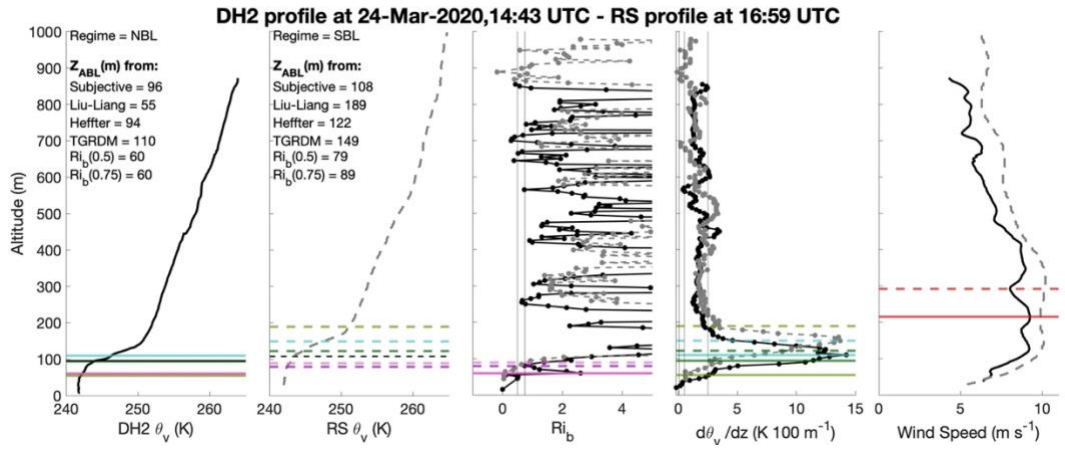 DH2 profile at 24-Mar-2020,14:43 UTC - RS profile at 16:59 UTC
Altitude (m)
1000
900
800
700
600
500
400
300
200
100
0
Regime = NBL
Z_ABL(m) from:
Subjective = 96
Liu-Liang = 55
Heffter = 94
TGRDM = 110
Ri_b(0.5) = 60
Ri_b(0.75) = 60
240 250 260
DH2 θ_v (K)
Regime = SBL
Z_ABL(m) from:
Subjective = 108
Liu-Liang = 189
Heffter = 122
TGRDM = 149
Ri_b(0.5) = 79
Ri_b(0.75) = 89
240 250 260
RS θ_v (K)
0 2 4
Ri_b
0 5 10 15
dθ_v /dz (K 100 m⁻¹)
0 5 10
Wind Speed (m s⁻¹)